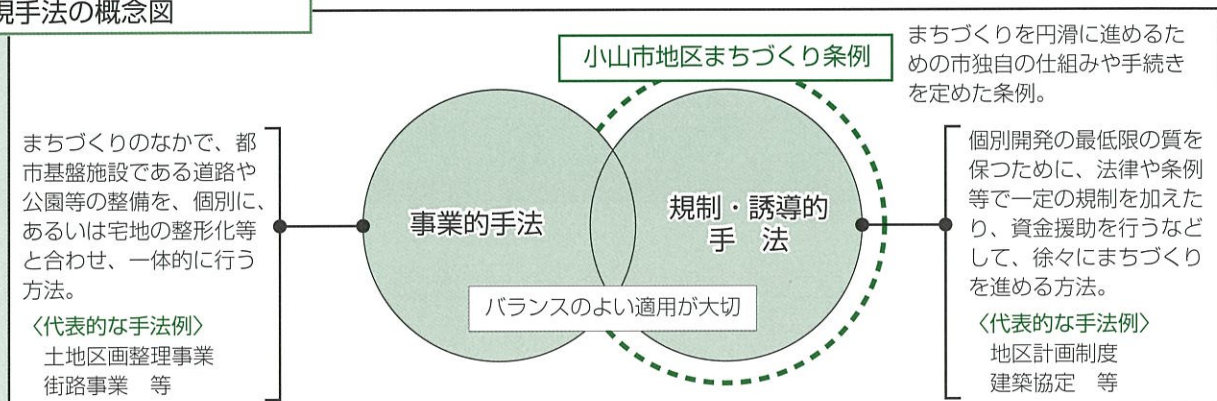 現手法の概念図
小山市地区まちづくり条例
まちづくりを円滑に進めるた
めの市独自の仕組みや手続き
を定めた条例。
まちづくりのなかで、都
市基盤施設である道路や
公園等の整備を、個別に、
あるいは宅地の整形化等
と合わせ、一体的に行う
方法。
〈代表的な手法例〉
土地区画整理事業
街路事業　等
事業的手法
規制・誘導的
手　法
バランスのよい適用が大切
個別開発の最低限の質を
保つために、法律や条例
等で一定の規制を加えた
り、資金援助を行うなど
して、徐々にまちづくり
を進める方法。
〈代表的な手法例〉
地区計画制度
建築協定　等